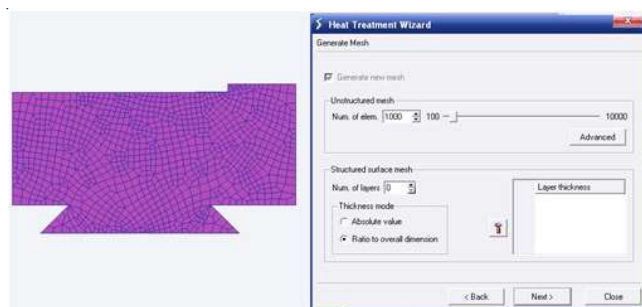 Heat Treatment Wizard
Generate Mesh
Generate new mesh
Unstructured mesh
Num. of elem. 1000 100 10000
Advanced
Structured surface mesh
Num. of layers 0
Layer thickness
Thickness mode
Absolute value
Ratio to overall dimension
< Back Next > Close